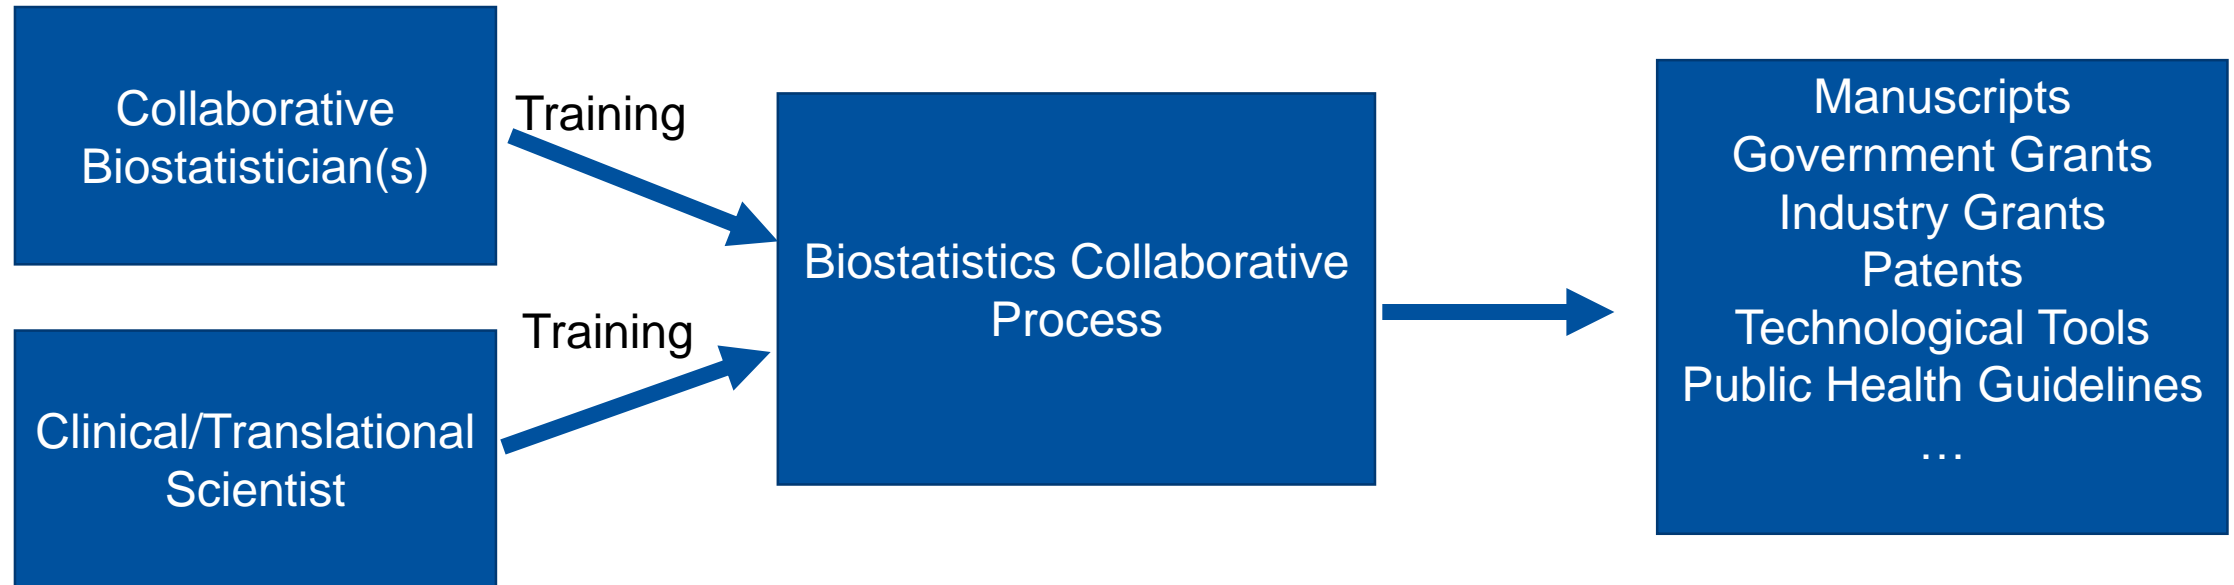 Collaborative
Biostatistician(s)
Training
Clinical/Translational
Scientist
Training
Biostatistics Collaborative
Process
Manuscripts
Government Grants
Industry Grants
Patents
Technological Tools
Public Health Guidelines
…